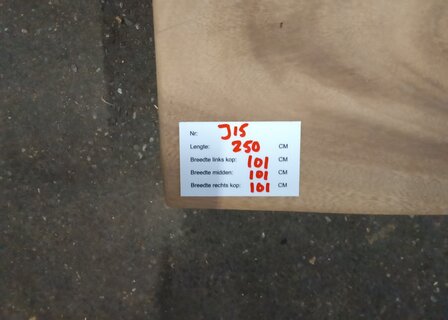 Nr: J15
Lengte: 250 CM
Breedte links kop: 101 CM
Breedte midden: 101 CM
Breedte rechts kop: 101 CM